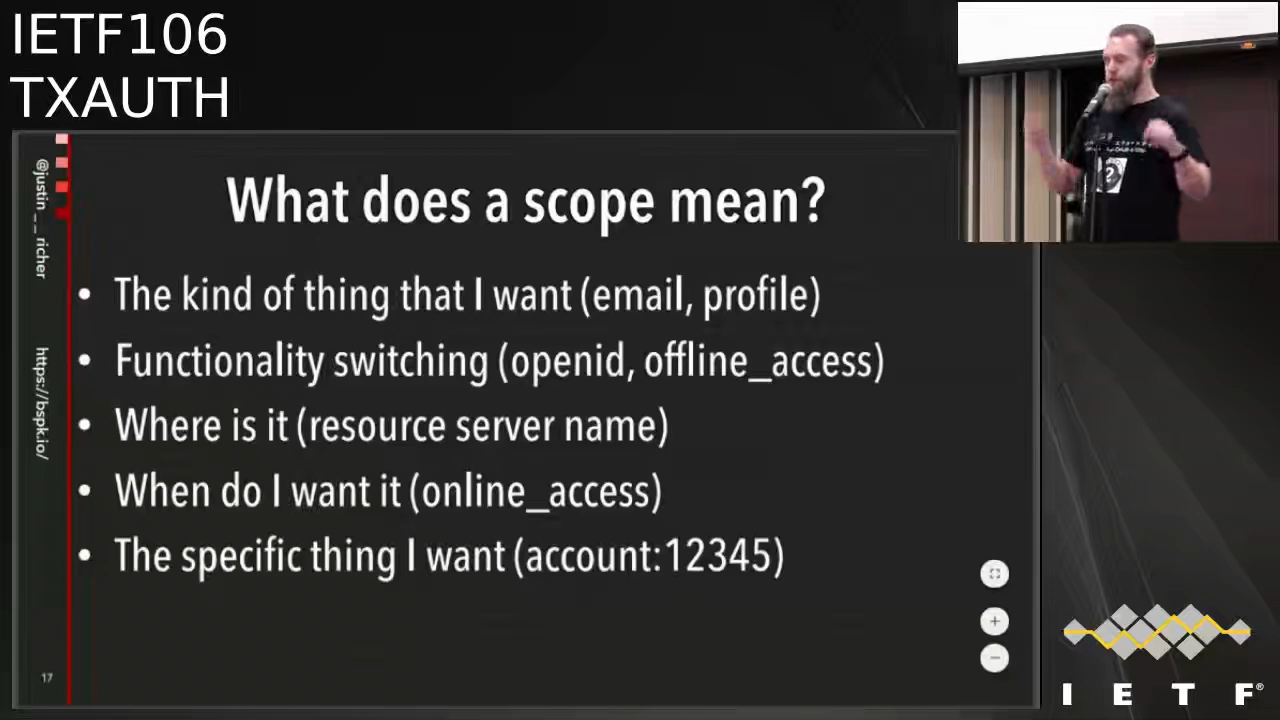 IETF106
TXAUTH
@justin__richer
https://bspk.io/
What does a scope mean?
• The kind of thing that I want (email, profile)
• Functionality switching (openid, offline_access)
• Where is it (resource server name)
• When do I want it (online_access)
• The specific thing I want (account:12345)
17
I E T F®